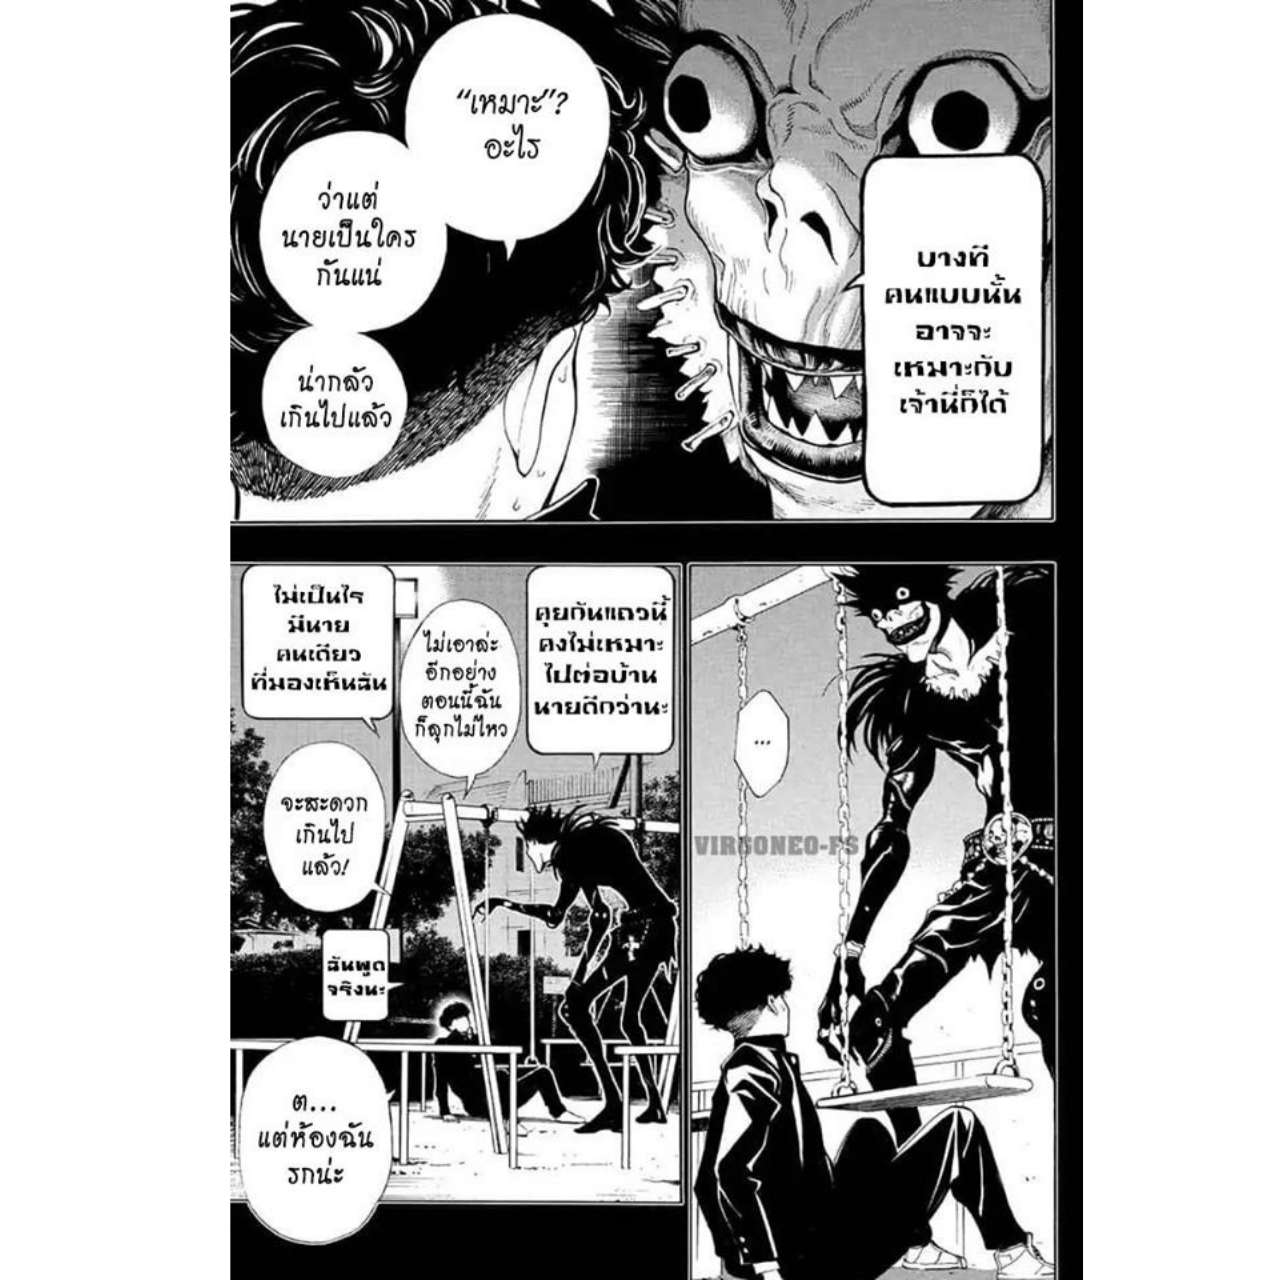 บางที
คนแบบนั้น
อาจจะ
เหมาะกับ
เจ้านี่ก็ได้
"เหมาะ"?
อะไร
ว่าแต่
นายเป็นใคร
กันแน่
น่ากลัว
เกินไปแล้ว
...
VIRGONEO-FS
คุยกันแถวนี้
คงไม่เหมาะ
ไปต่อบ้าน
นายดีกว่านะ
ไม่เอาล่ะ
อีกอย่าง
ตอนนี้ฉัน
ก็ลุกไม่ไหว
ไม่เป็นไร
มีนาย
คนเดียว
ที่มองเห็นฉัน
จะสะดวก
เกินไป
แล้ว!
ฉันพูด
จริงนะ
ต...
แต่ห้องฉัน
รกน่ะ